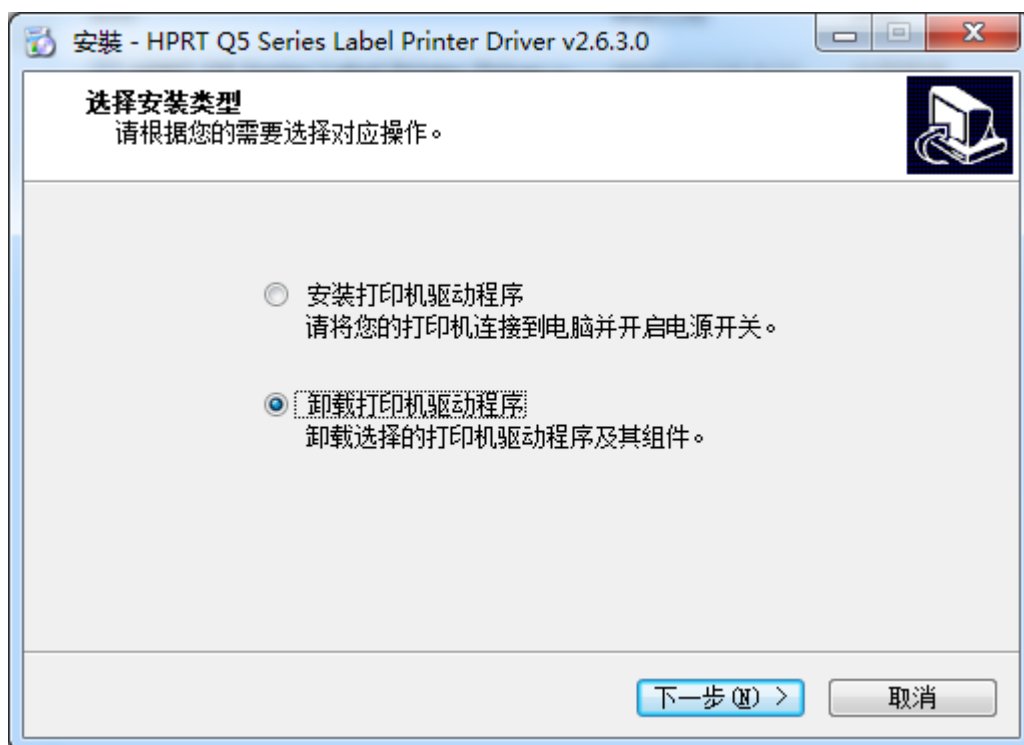 安裝 - HPRT Q5 Series Label Printer Driver v2.6.3.0
选择安装类型
请根据您的需要选择对应操作。
安装打印机驱动程序
请将您的打印机连接到电脑并开启电源开关。
卸载打印机驱动程序
卸载选择的打印机驱动程序及其组件。
下一步(N) >
取消